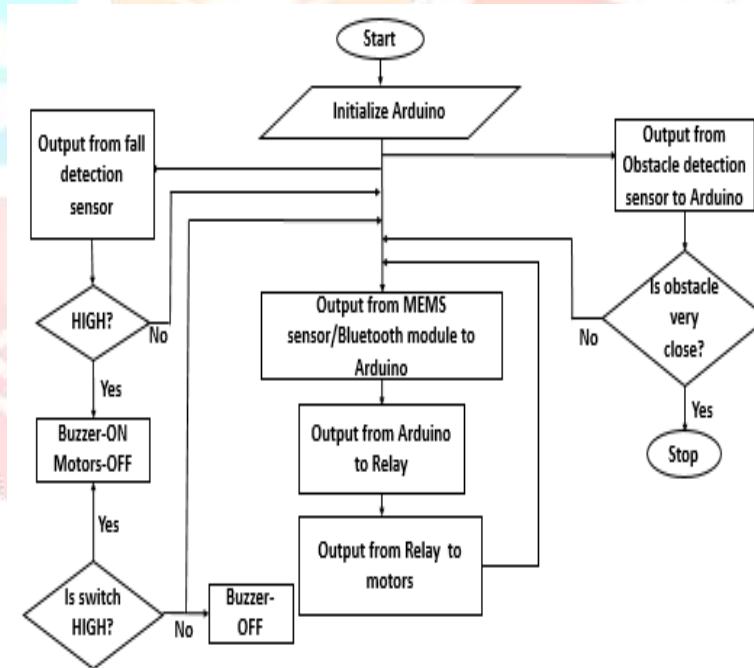 Start
Initialize Arduino
Output from fall
detection
sensor
Output from
Obstacle detection
sensor to Arduino
HIGH?
No
Yes
Output from MEMS
sensor/Bluetooth module to
Arduino
Is obstacle
very
close?
No
Yes
Buzzer-ON
Motors-OFF
Output from Arduino
to Relay
Stop
Yes
Output from Relay to
motors
Is switch
HIGH?
No
Buzzer-
OFF